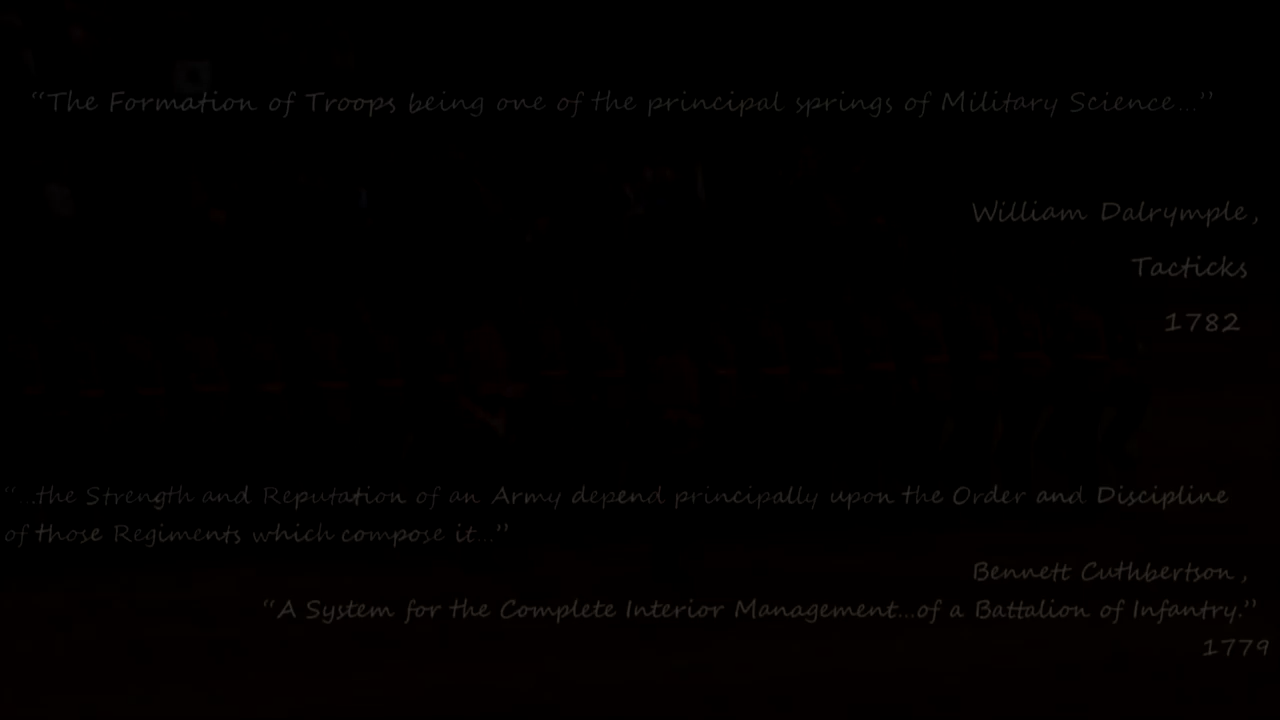 “The Formation of Troops being one of the principal springs of Military Science...”
William Dalrymple,
Tacticks
1782
“...the Strength and Reputation of an Army depend principally upon the Order and Discipline
of those Regiments which compose it...”
Bennett Cuthbertson,
“A System for the Complete Interior Management...of a Battalion of Infantry.”
1779